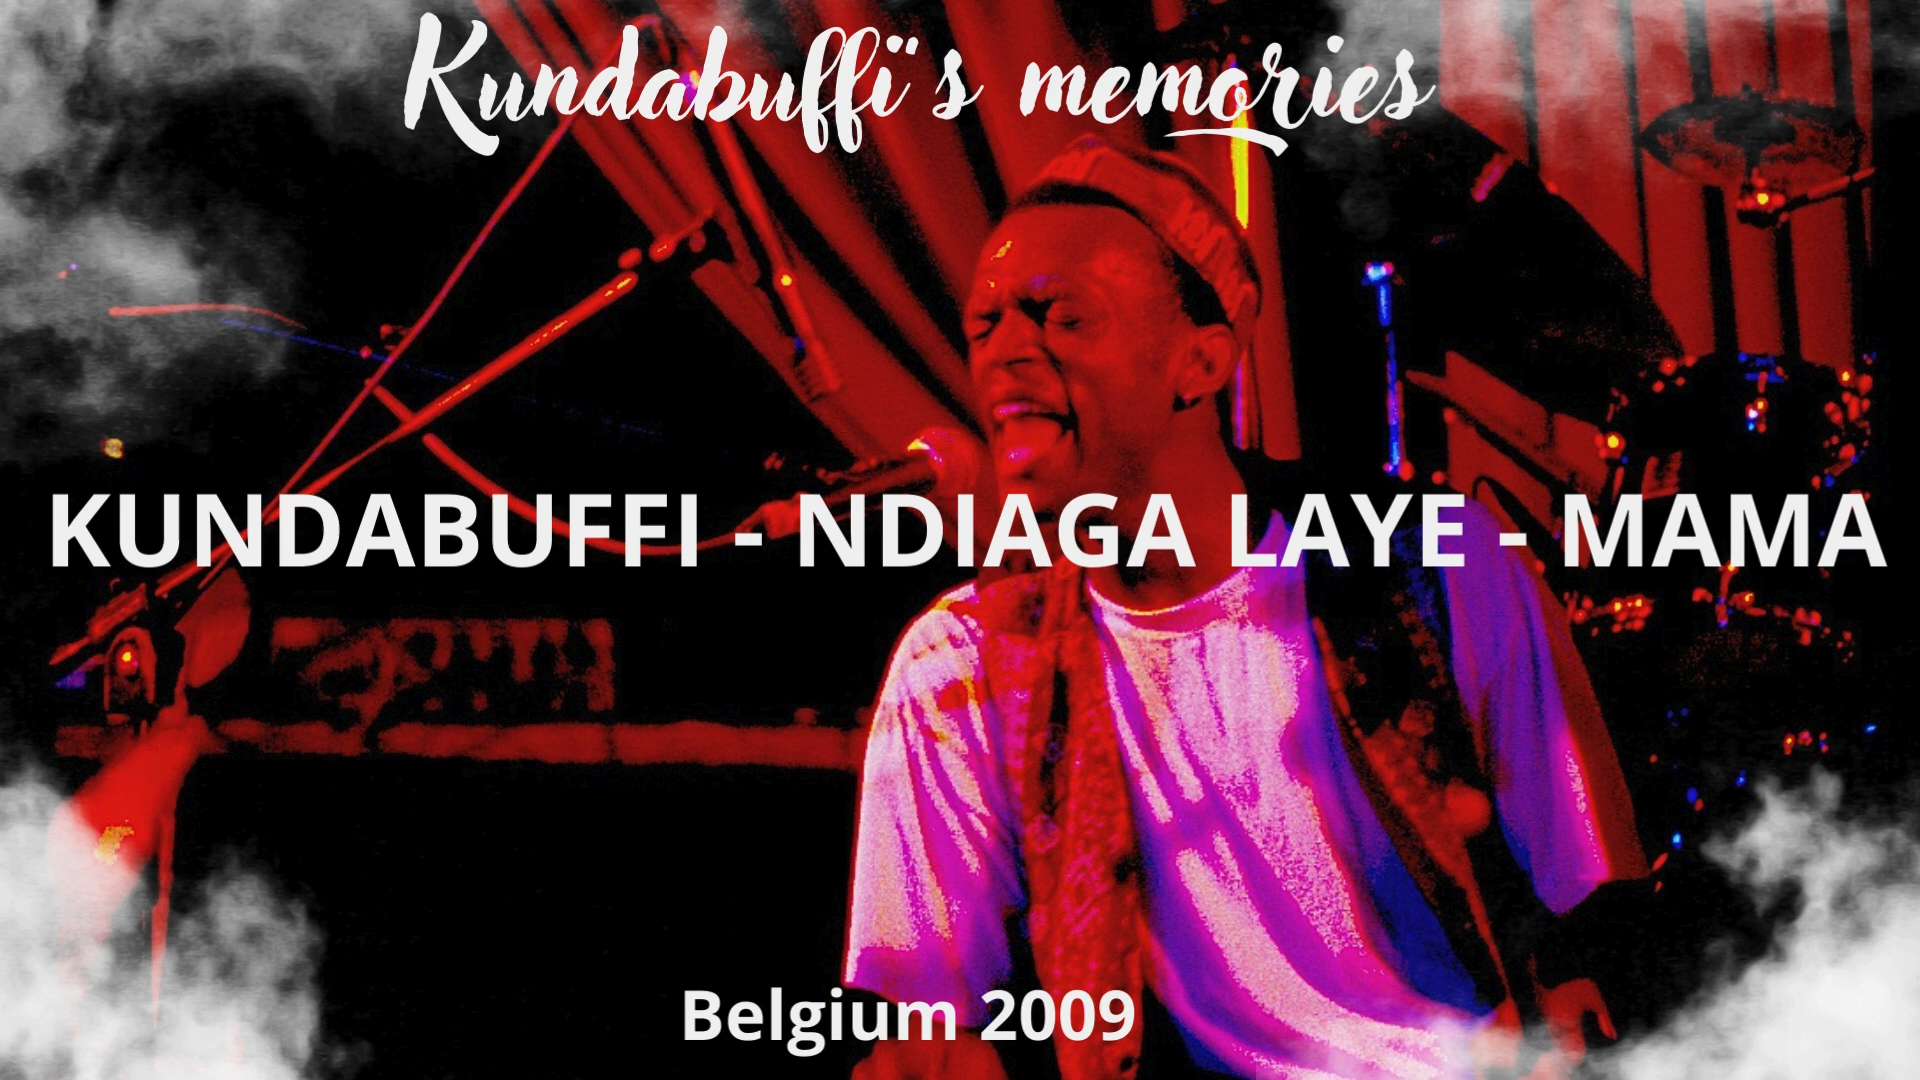 Kundabuffi"s memories
KUNDABUFFI - NDIAGA LAYE - MAMA
Belgium 2009